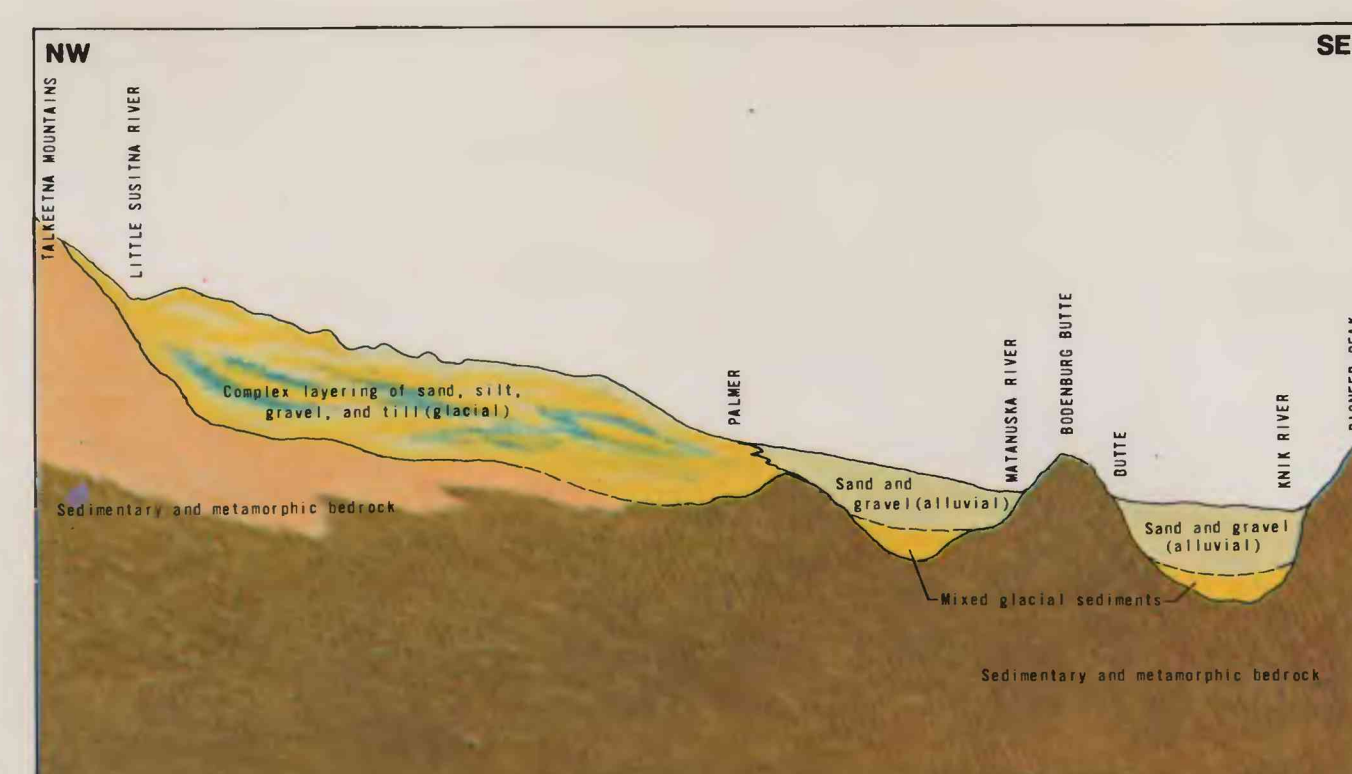 NW
SE
TALKEETNA MOUNTAINS
LITTLE SUSITNA RIVER
PALMER
MATANUSKA RIVER
BODENBURG BUTTE
BUTTE
KNIK RIVER
PEAK
Complex layering of sand, silt,
gravel, and till(glacial)
Sand and
gravel(alluvial)
Sand and gravel
(alluvial)
Mixed glacial sediments
Sedimentary and metamorphic bedrock
Sedimentary and metamorphic bedrock